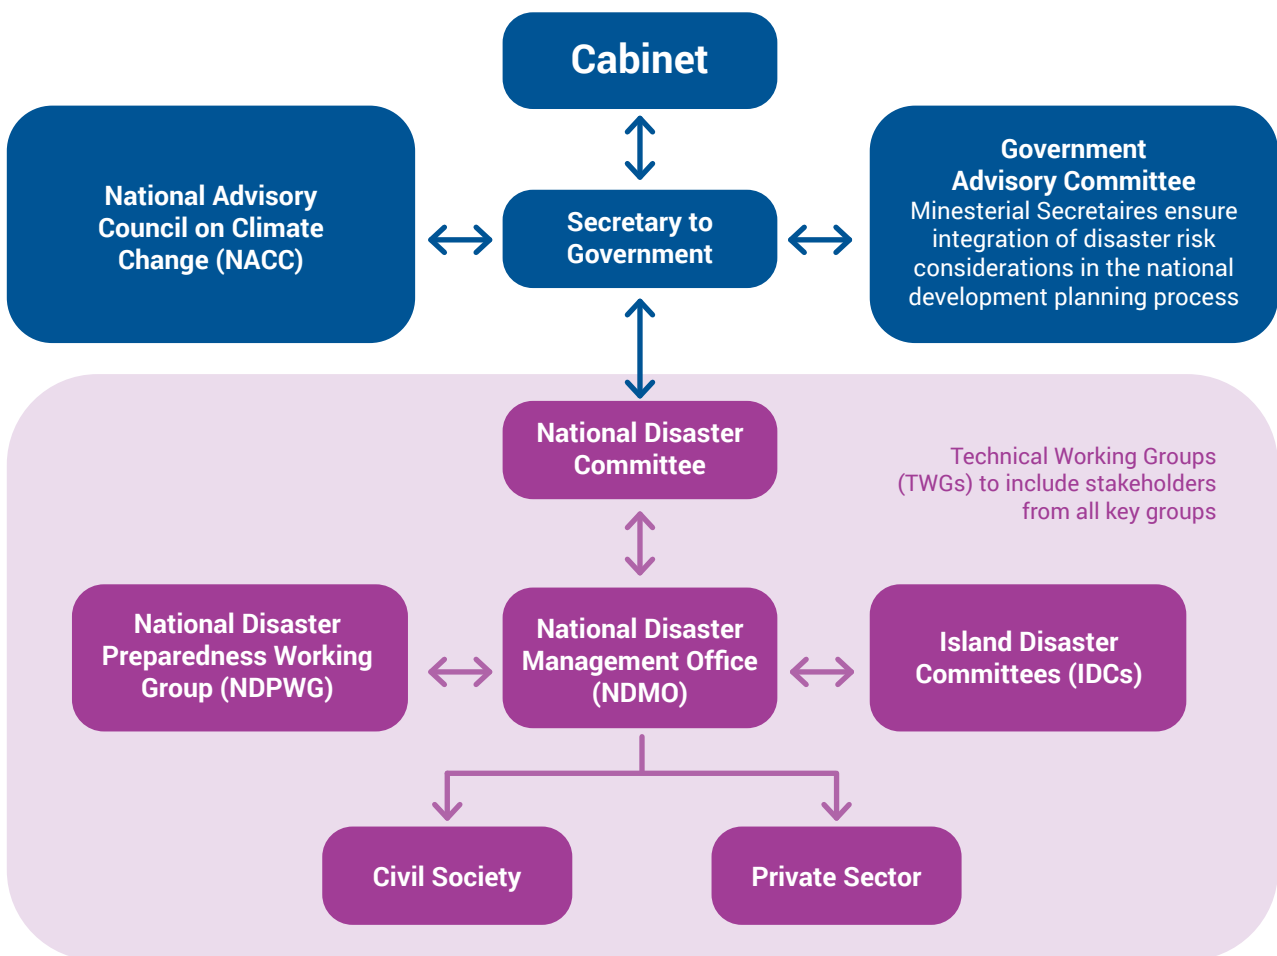 Cabinet
National Advisory
Council on Climate
Change (NACC)
Secretary to
Government
Government
Advisory Committee
Minesterial Secretaires ensure
integration of disaster risk
considerations in the national
development planning process
National Disaster
Committee
Technical Working Groups
(TWGs) to include stakeholders
from all key groups
National Disaster
Preparedness Working
Group (NDPWG)
National Disaster
Management Office
(NDMO)
Island Disaster
Committees (IDCs)
Civil Society
Private Sector